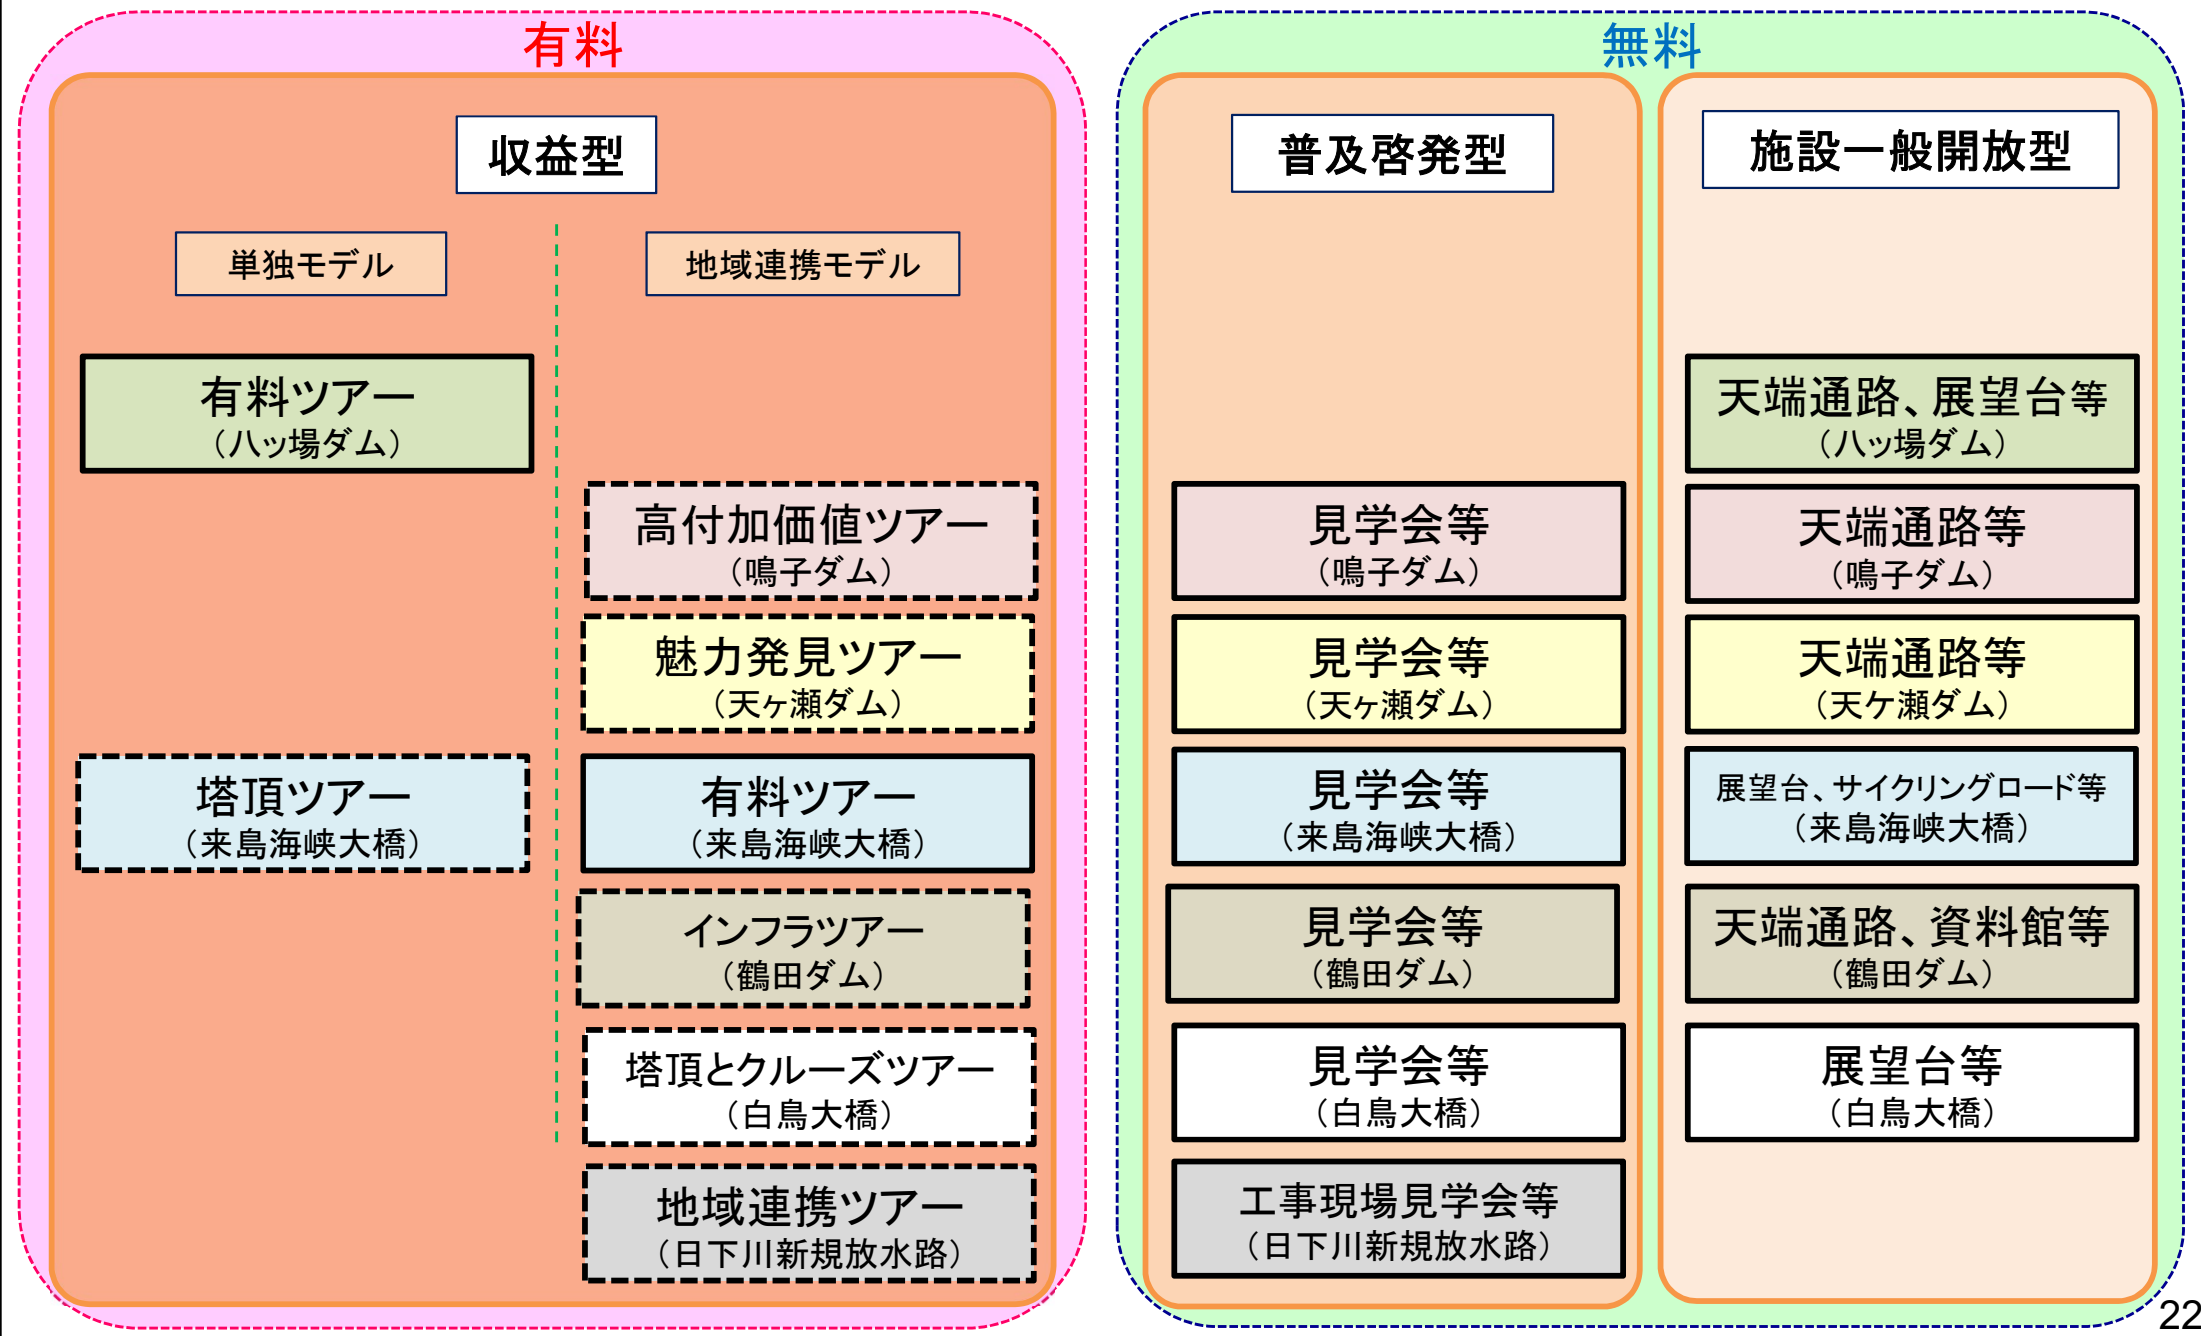 有料
収益型
単独モデル
地域連携モデル
有料ツアー
（八ッ場ダム）
高付加価値ツアー
（鳴子ダム）
魅力発見ツアー
（天ヶ瀬ダム）
塔頂ツアー
（来島海峡大橋）
有料ツアー
（来島海峡大橋）
インフラツアー
（鶴田ダム）
塔頂とクルーズツアー
（白鳥大橋）
地域連携ツアー
（日下川新規放水路）
無料
普及啓発型
見学会等
（鳴子ダム）
見学会等
（天ヶ瀬ダム）
見学会等
（来島海峡大橋）
見学会等
（鶴田ダム）
見学会等
（白鳥大橋）
工事現場見学会等
（日下川新規放水路）
施設一般開放型
天端通路、展望台等
（八ッ場ダム）
天端通路等
（鳴子ダム）
天端通路等
（天ケ瀬ダム）
展望台、サイクリングロード等
（来島海峡大橋）
天端通路、資料館等
（鶴田ダム）
展望台等
（白鳥大橋）
22